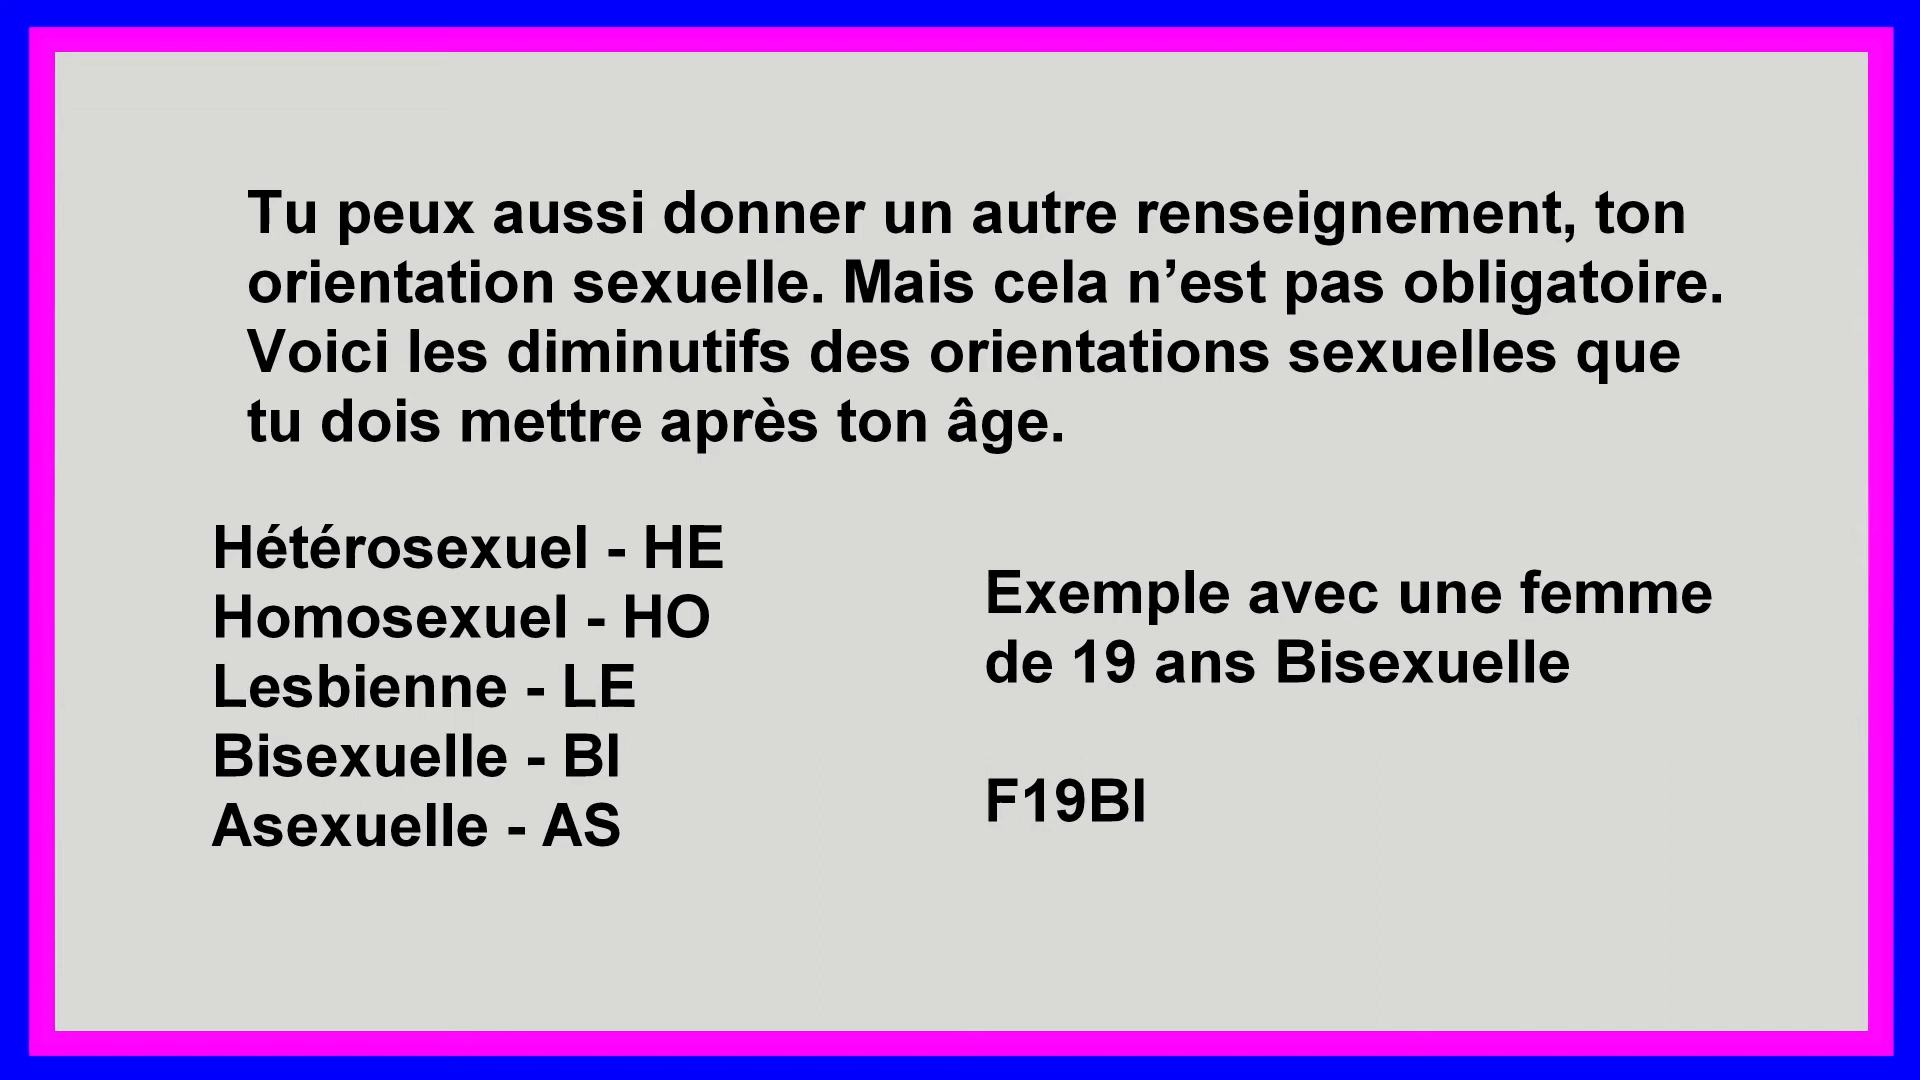 Tu peux aussi donner un autre renseignement, ton
orientation sexuelle. Mais cela n’est pas obligatoire.
Voici les diminutifs des orientations sexuelles que
tu dois mettre après ton âge.
Hétérosexuel - HE
Homosexuel - HO
Lesbienne - LE
Bisexuelle - BI
Asexuelle - AS
Exemple avec une femme
de 19 ans Bisexuelle
F19BI